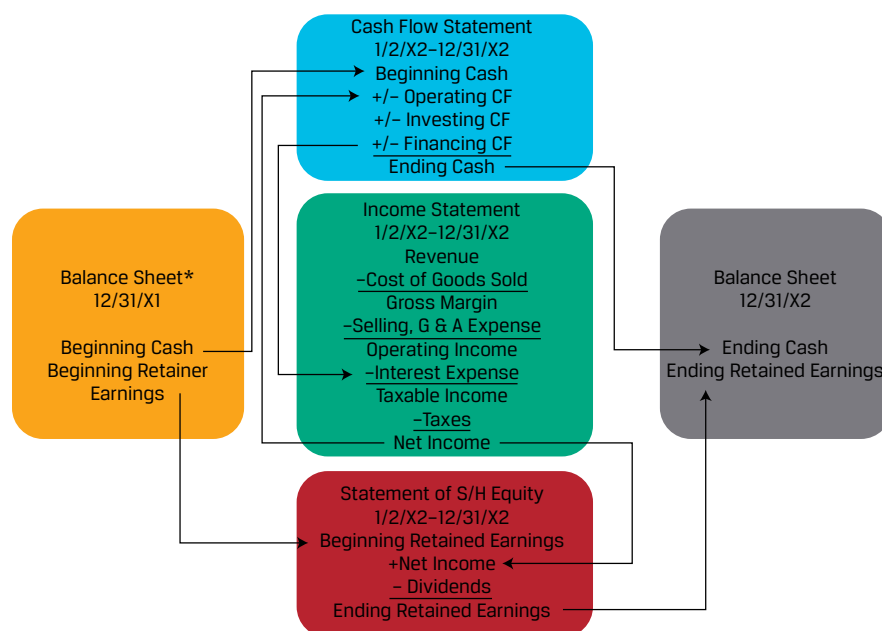 Cash Flow Statement
1/2/X2–12/31/X2
Beginning Cash
+/– Operating CF
+/– Investing CF
+/– Financing CF
Ending Cash
Income Statement
1/2/X2–12/31/X2
Revenue
–Cost of Goods Sold
Gross Margin
–Selling, G & A Expense
Operating Income
–Interest Expense
Taxable Income
–Taxes
Net Income
Balance Sheet*
12/31/X1
Beginning Cash
Beginning Retainer
Earnings
Balance Sheet
12/31/X2
Ending Cash
Ending Retained Earnings
Statement of S/H Equity
1/2/X2–12/31/X2
Beginning Retained Earnings
+Net Income
– Dividends
Ending Retained Earnings